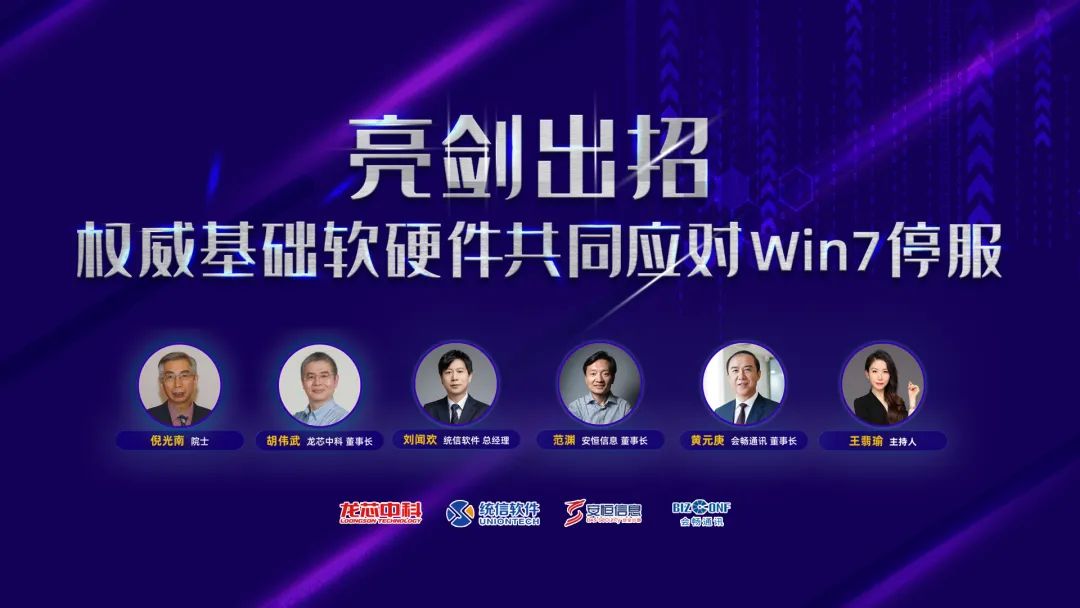 亮剑出招
权威基础软硬件共同应对Win7停服
倪光南 院士
胡伟武 龙芯中科 董事长
刘闻欢 统信软件 总经理
范渊 安恒信息 董事长
黄元庚 会畅通讯 董事长
王翡瑜 主持人
龙芯中科
LOONGSON TECHNOLOGY
统信软件
UNIONTECH
安恒信息
BIZCONF
会畅通讯